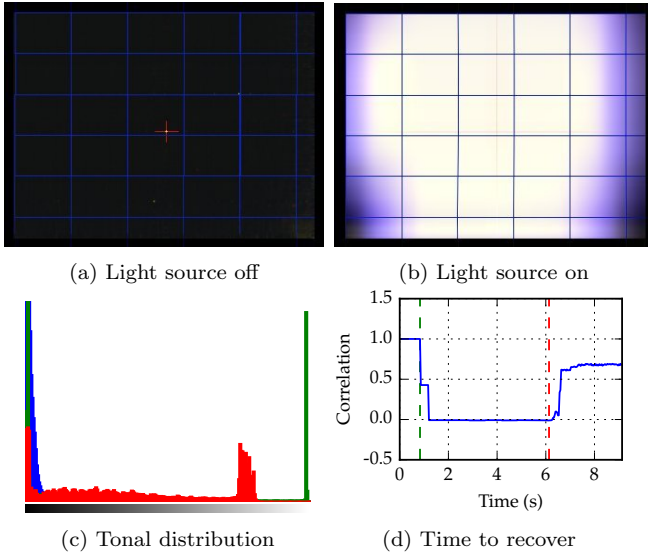 (a) Light source off
(b) Light source on
(c) Tonal distribution
1.5
1.0
0.5
0.0
-0.5
Correlation
0 2 4 6 8
Time (s)
(d) Time to recover